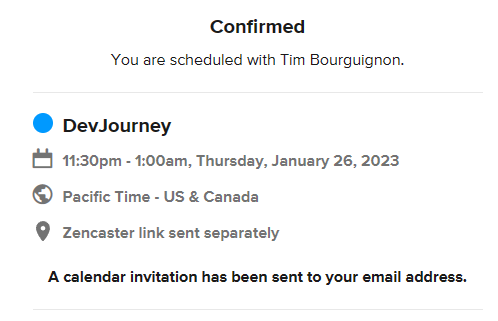 Confirmed
You are scheduled with Tim Bourguignon.
DevJourney
11:30pm - 1:00am, Thursday, January 26, 2023
Pacific Time - US & Canada
Zencaster link sent separately
A calendar invitation has been sent to your email address.